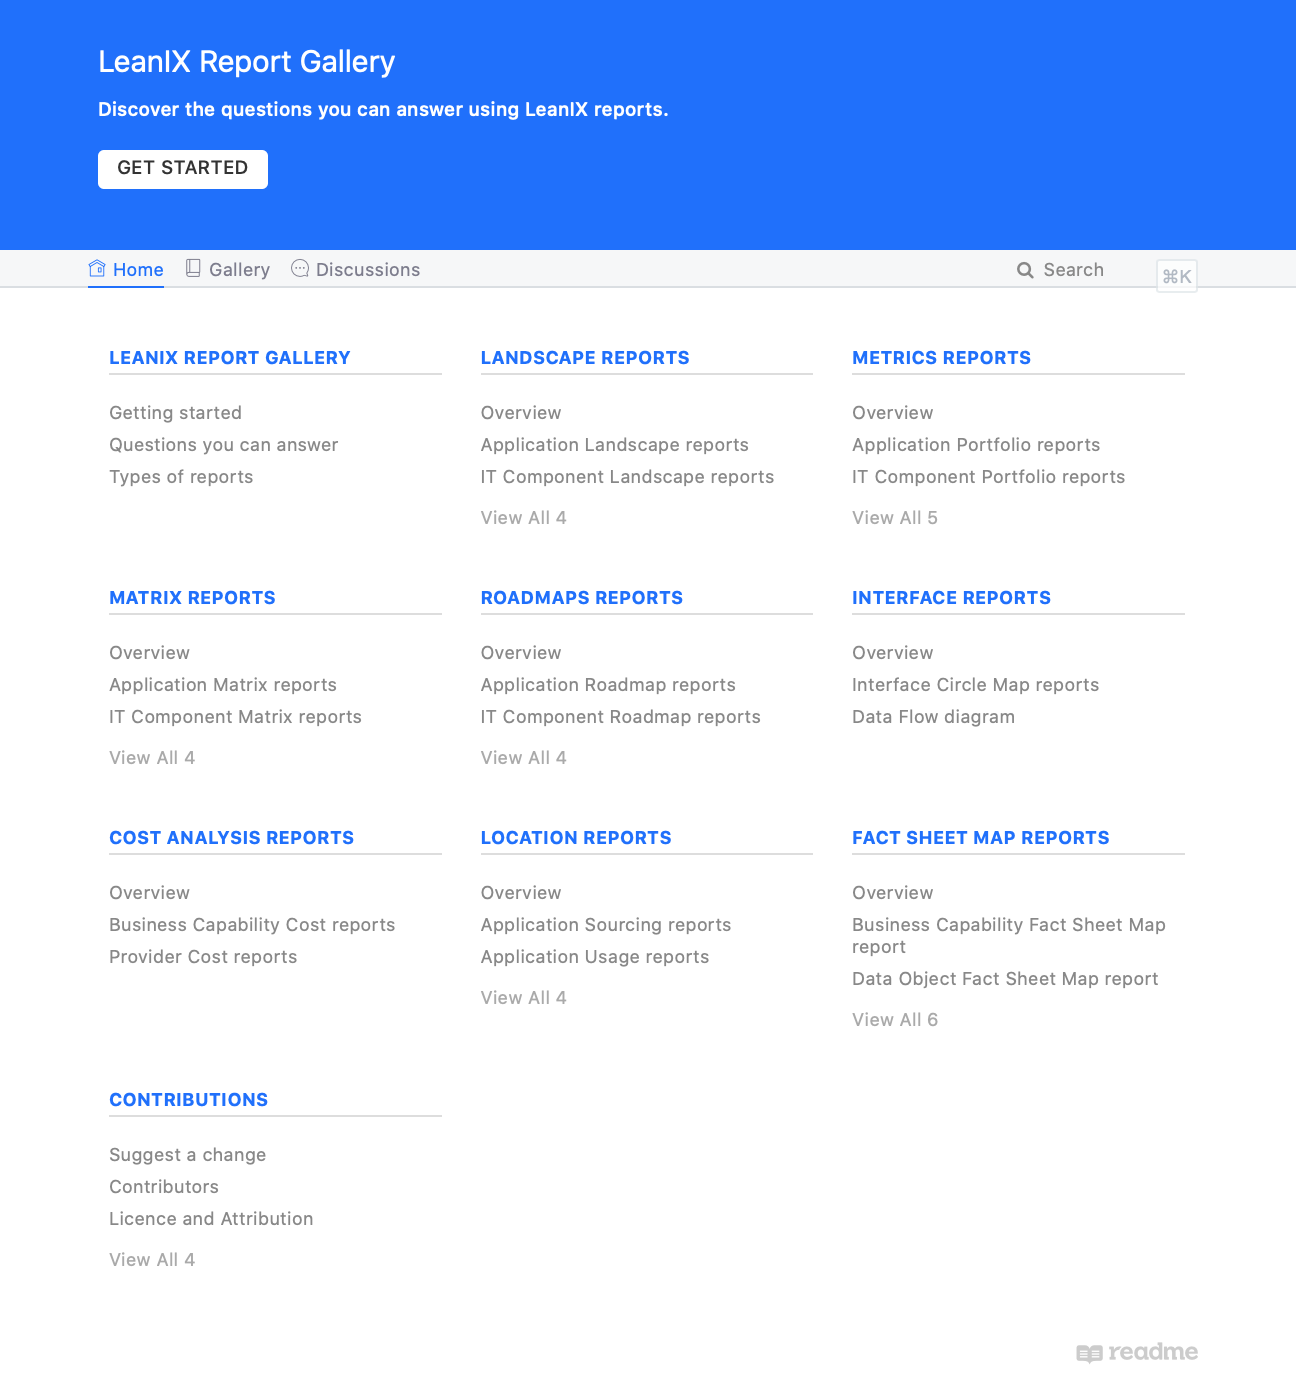 LeanIX Report Gallery
Discover the questions you can answer using LeanIX reports.
GET STARTED
Home Gallery Discussions Search ⌘K
LEANIX REPORT GALLERY
Getting started
Questions you can answer
Types of reports
LANDSCAPE REPORTS
Overview
Application Landscape reports
IT Component Landscape reports
View All 4
METRICS REPORTS
Overview
Application Portfolio reports
IT Component Portfolio reports
View All 5
MATRIX REPORTS
Overview
Application Matrix reports
IT Component Matrix reports
View All 4
ROADMAPS REPORTS
Overview
Application Roadmap reports
IT Component Roadmap reports
View All 4
INTERFACE REPORTS
Overview
Interface Circle Map reports
Data Flow diagram
COST ANALYSIS REPORTS
Overview
Business Capability Cost reports
Provider Cost reports
LOCATION REPORTS
Overview
Application Sourcing reports
Application Usage reports
View All 4
FACT SHEET MAP REPORTS
Overview
Business Capability Fact Sheet Map
report
Data Object Fact Sheet Map report
View All 6
CONTRIBUTIONS
Suggest a change
Contributors
Licence and Attribution
View All 4
readme